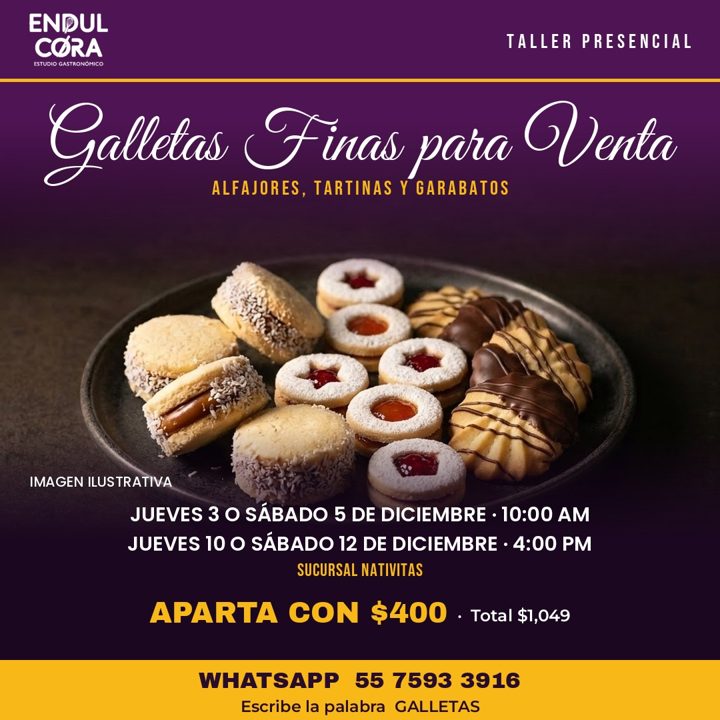 ENDUL
CORA
ESTUDIO GASTRONÓMICO
TALLER PRESENCIAL
Galletas Finas para Venta
ALFAJORES, TARTINAS Y GARABATOS
IMAGEN ILUSTRATIVA
JUEVES 3 O SÁBADO 5 DE DICIEMBRE · 10:00 AM
JUEVES 10 O SÁBADO 12 DE DICIEMBRE · 4:00 PM
SUCURSAL NATIVITAS
APARTA CON $400 · Total $1,049
WHATSAPP 55 7593 3916
Escribe la palabra GALLETAS